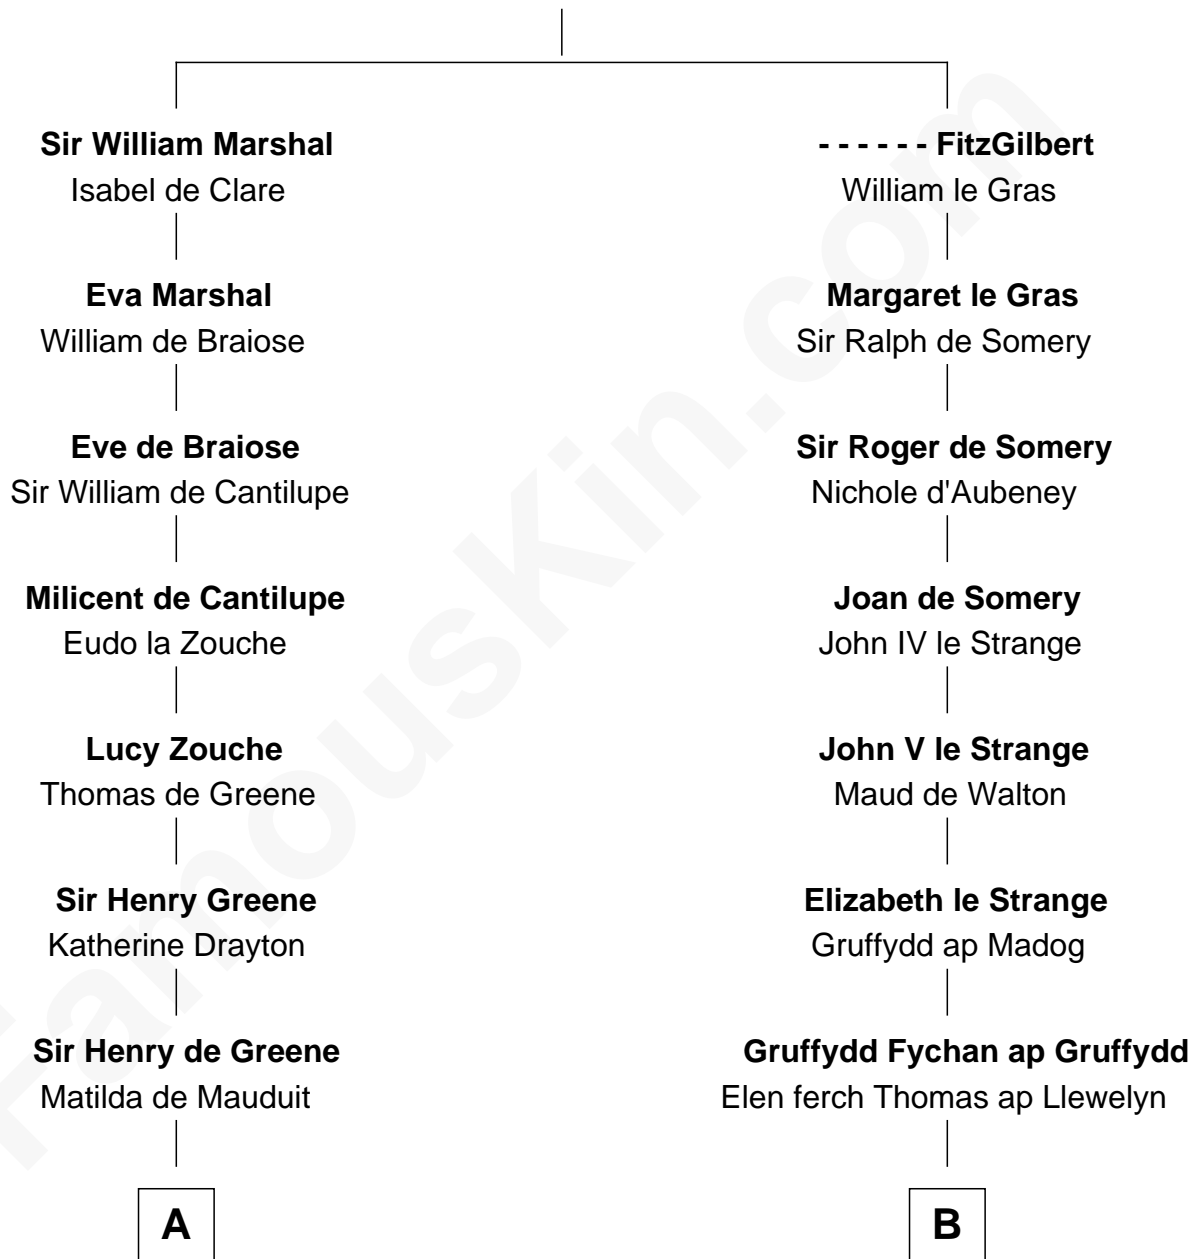 Sir William Marshal
Isabel de Clare
Eva Marshal
William de Braiose
Eve de Braiose
Sir William de Cantilupe
Milicent de Cantilupe
Eudo la Zouche
Lucy Zouche
Thomas de Greene
Sir Henry Greene
Katherine Drayton
Sir Henry de Greene
Matilda de Mauduit
A
- - - - - - FitzGilbert
William le Gras
Margaret le Gras
Sir Ralph de Somery
Sir Roger de Somery
Nichole d'Aubeney
Joan de Somery
John IV le Strange
John V le Strange
Maud de Walton
Elizabeth le Strange
Gruffydd ap Madog
Gruffydd Fychan ap Gruffydd
Elen ferch Thomas ap Llewelyn
B
FamousKin.com